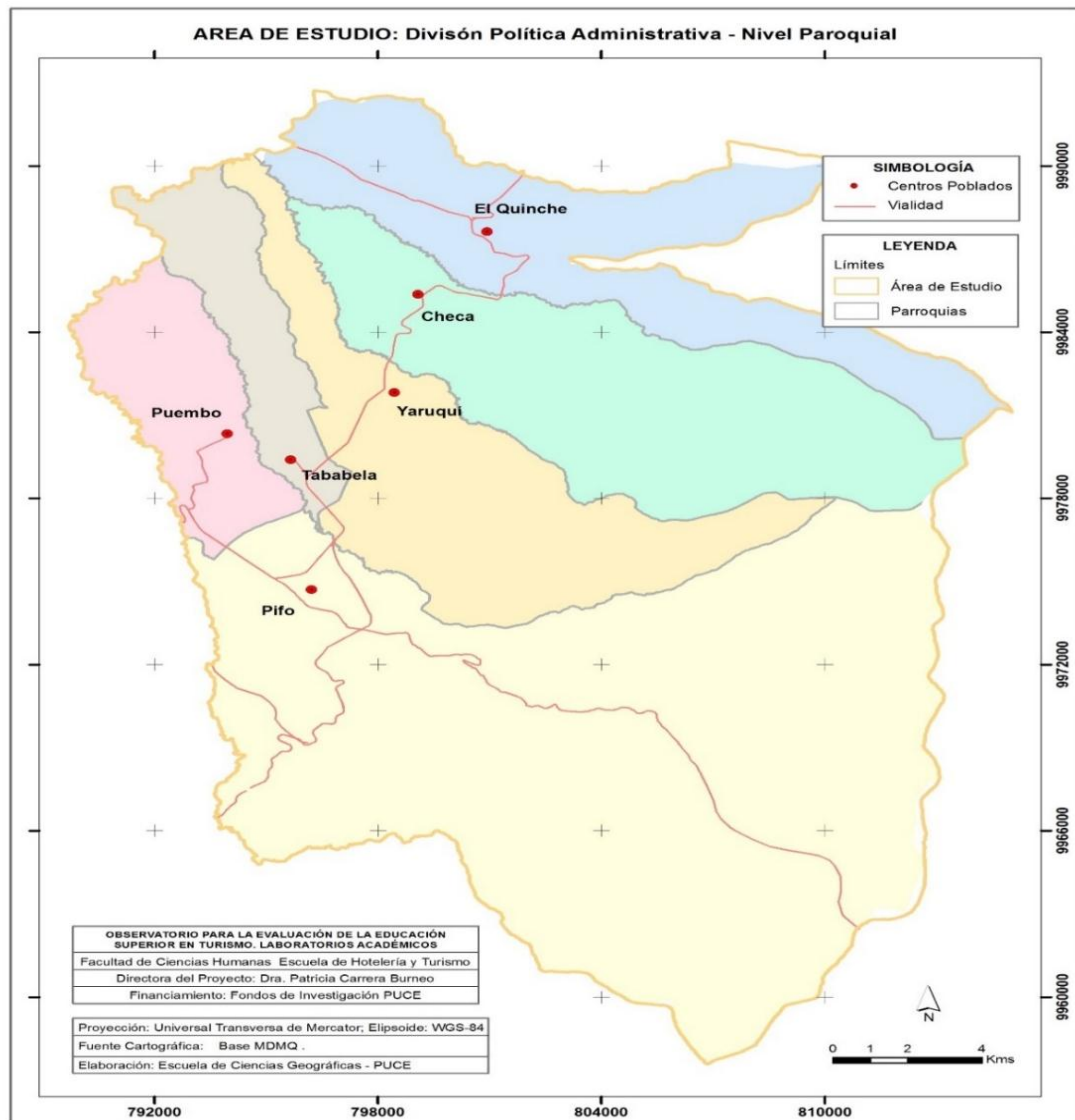 AREA DE ESTUDIO: Divisón Política Administrativa - Nivel Paroquial
SIMBOLOGÍA
Centros Poblados
Vialidad
LEYENDA
Límites
Área de Estudio
Parroquias
El Quinche
Checa
Yaruqui
Puembo
Tababela
Pifo
9990000
9984000
9978000
9972000
9966000
9960000
OBSERVATORIO PARA LA EVALUACIÓN DE LA EDUCACIÓN
SUPERIOR EN TURISMO. LABORATORIOS ACADÉMICOS
Facultad de Ciencias Humanas Escuela de Hotelería y Turismo
Directora del Proyecto: Dra. Patricia Carrera Burneo
Financiamiento: Fondos de Investigación PUCE
Proyección: Universal Transversa de Mercator; Elipsoide: WGS-84
Fuente Cartográfica: Base MDMQ .
Elaboración: Escuela de Ciencias Geográficas - PUCE
N
0 1 2 4
Kms
792000 798000 804000 810000